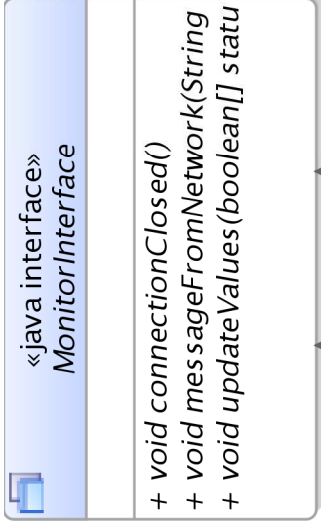 «java interface»
MonitorInterface
+ void connectionClosed()
+ void messageFromNetwork(String
+ void updateValues(boolean[] statu